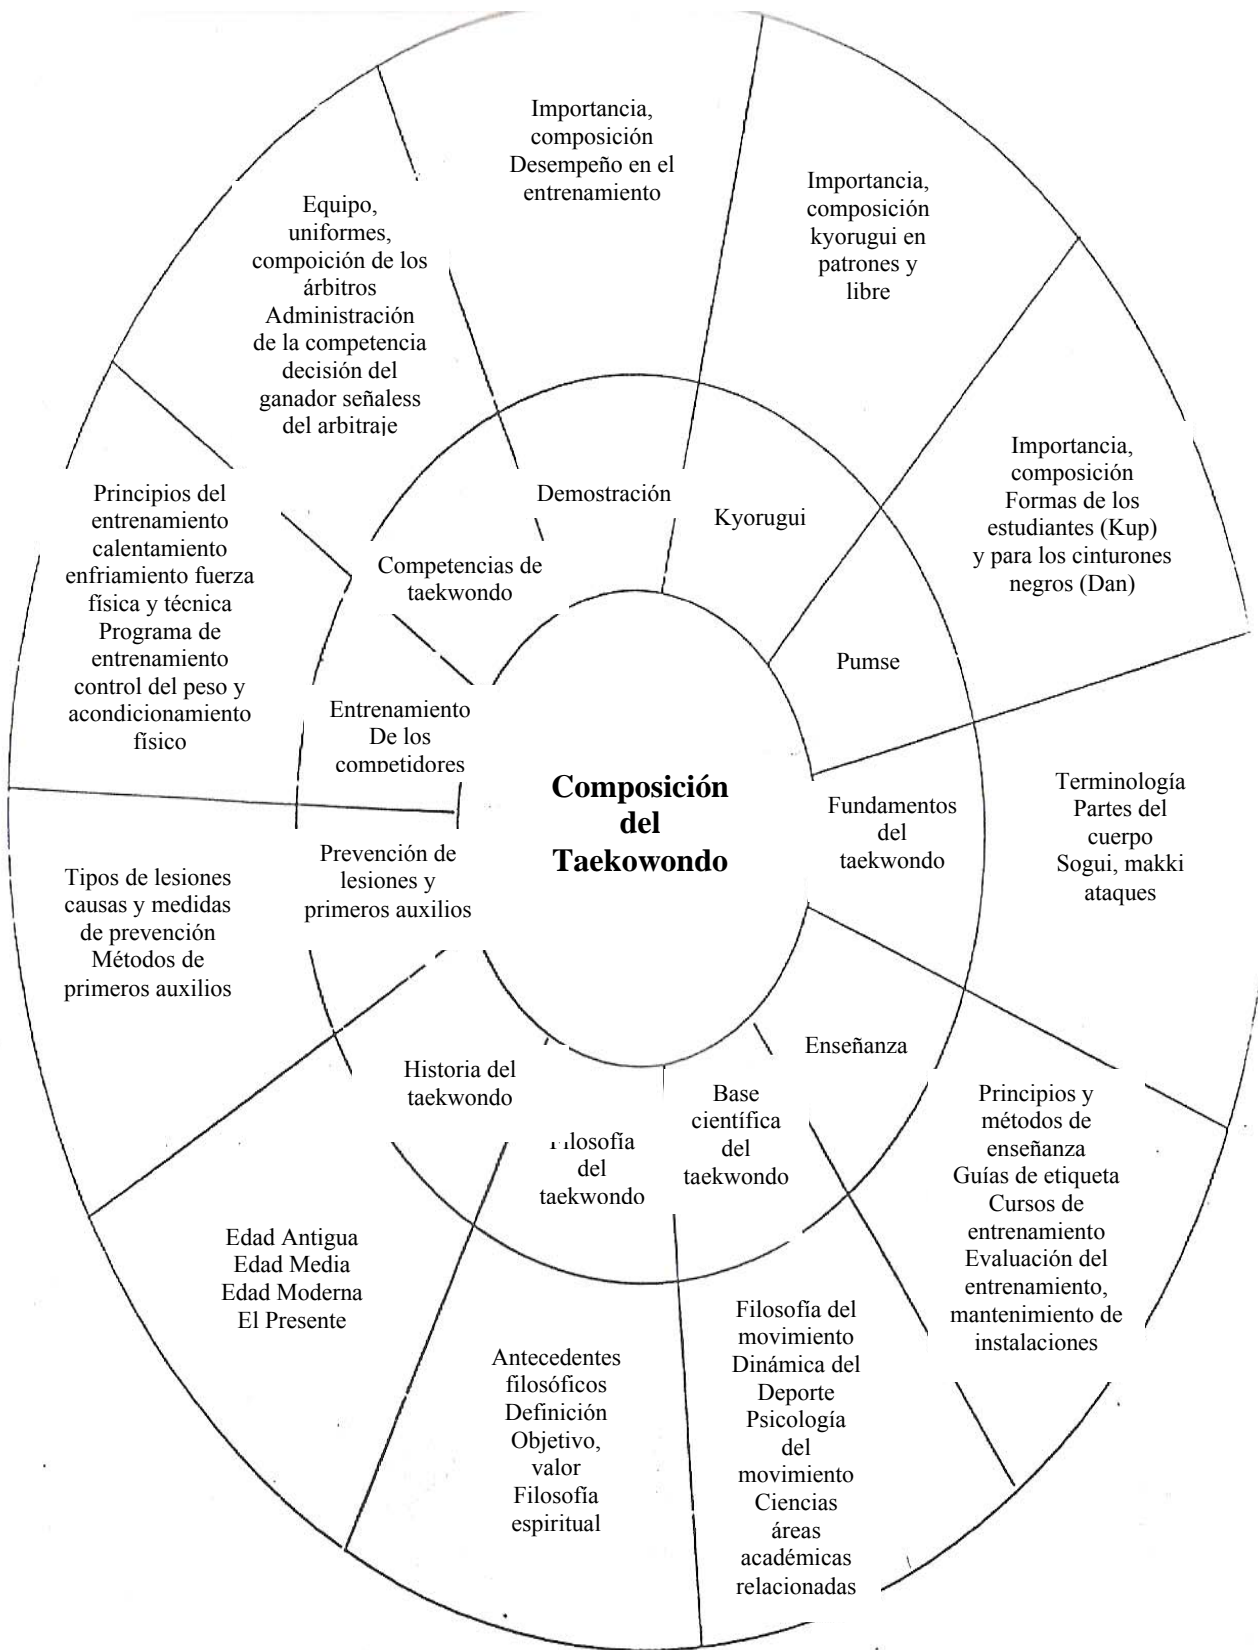 Importancia,
composición
Desempeño en el
entrenamiento
Importancia,
composición
kyorugui en
patrones y
libre
Equipo,
uniformes,
compoición de los
árbitros
Administración
de la competencia
decisión del
ganador señaless
del arbitraje
Importancia,
composición
Formas de los
estudiantes (Kup)
y para los cinturones
negros (Dan)
Principios del
entrenamiento
calentamiento
enfriamiento fuerza
física y técnica
Programa de
entrenamiento
control del peso y
acondicionamiento
físico
Demostración
Kyorugui
Competencias de
taekwondo
Pumse
Entrenamiento
De los
competidores
Composición
del
Taekowondo
Fundamentos
del
taekwondo
Terminología
Partes del
cuerpo
Sogui, makki
ataques
Prevención de
lesiones y
primeros auxilios
Tipos de lesiones
causas y medidas
de prevención
Métodos de
primeros auxilios
Enseñanza
Historia del
taekwondo
Filosofía
del
taekwondo
Base
científica
del
taekwondo
Principios y
métodos de
enseñanza
Guías de etiqueta
Cursos de
entrenamiento
Evaluación del
entrenamiento,
mantenimiento de
instalaciones
Edad Antigua
Edad Media
Edad Moderna
El Presente
Antecedentes
filosóficos
Definición
Objetivo,
valor
Filosofía
espiritual
Filosofía del
movimiento
Dinámica del
Deporte
Psicología
del
movimiento
Ciencias
áreas
académicas
relacionadas